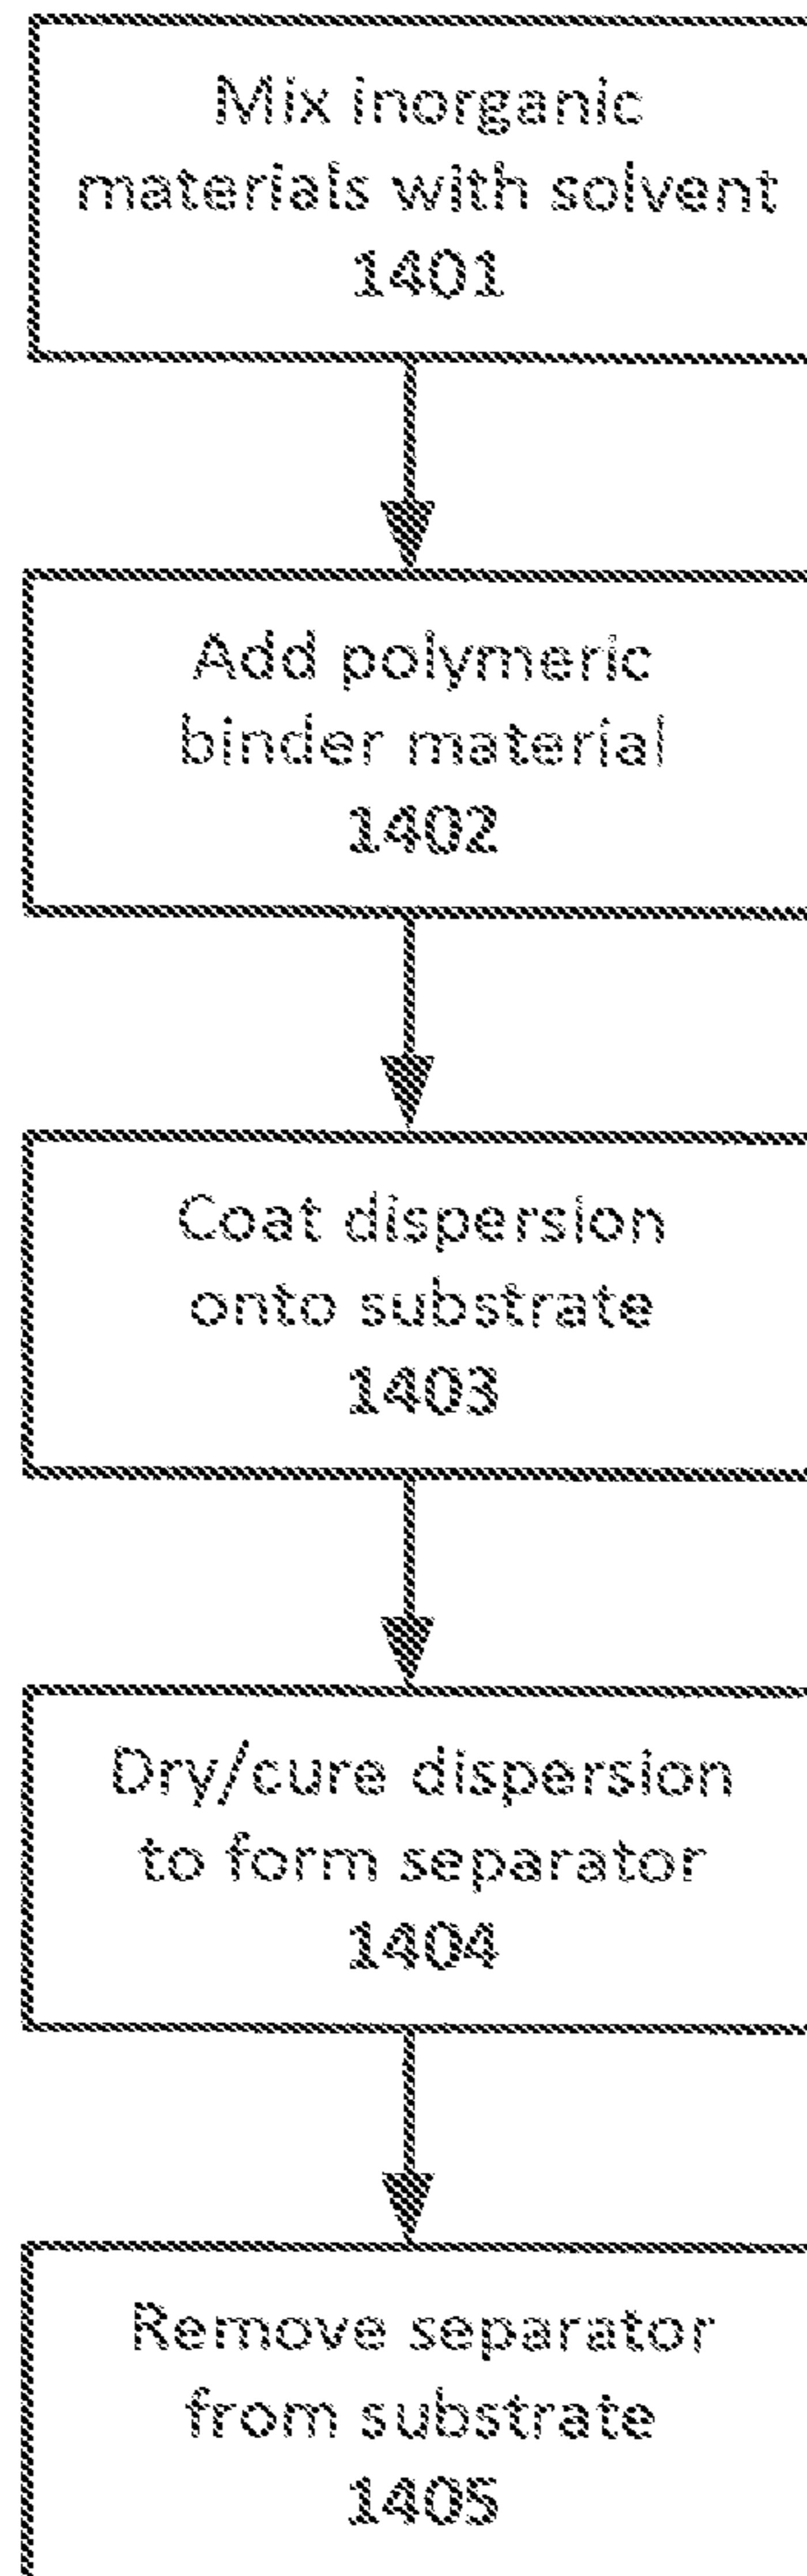 Mix inorganic
materials with solvent
1401
Add polymeric
binder material
1402
Coat dispersion
onto substrate
1403
Dry/cure dispersion
to form separator
1404
Remove separator
from substrate
1405